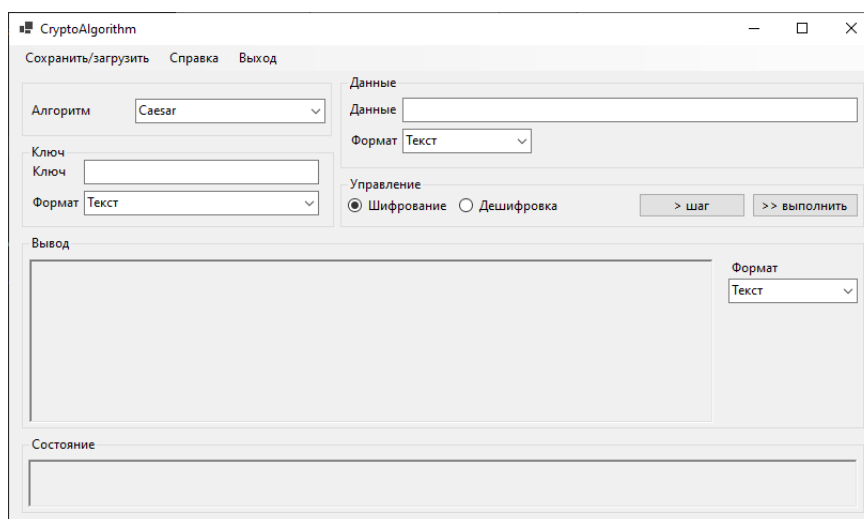 CryptoAlgorithm
Сохранить/загрузить Справка Выход
Алгоритм Caesar
Ключ
Ключ
Формат Текст
Данные
Данные
Формат Текст
Управление
Шифрование Дешифровка > шаг >> выполнить
Вывод
Формат
Текст
Состояние